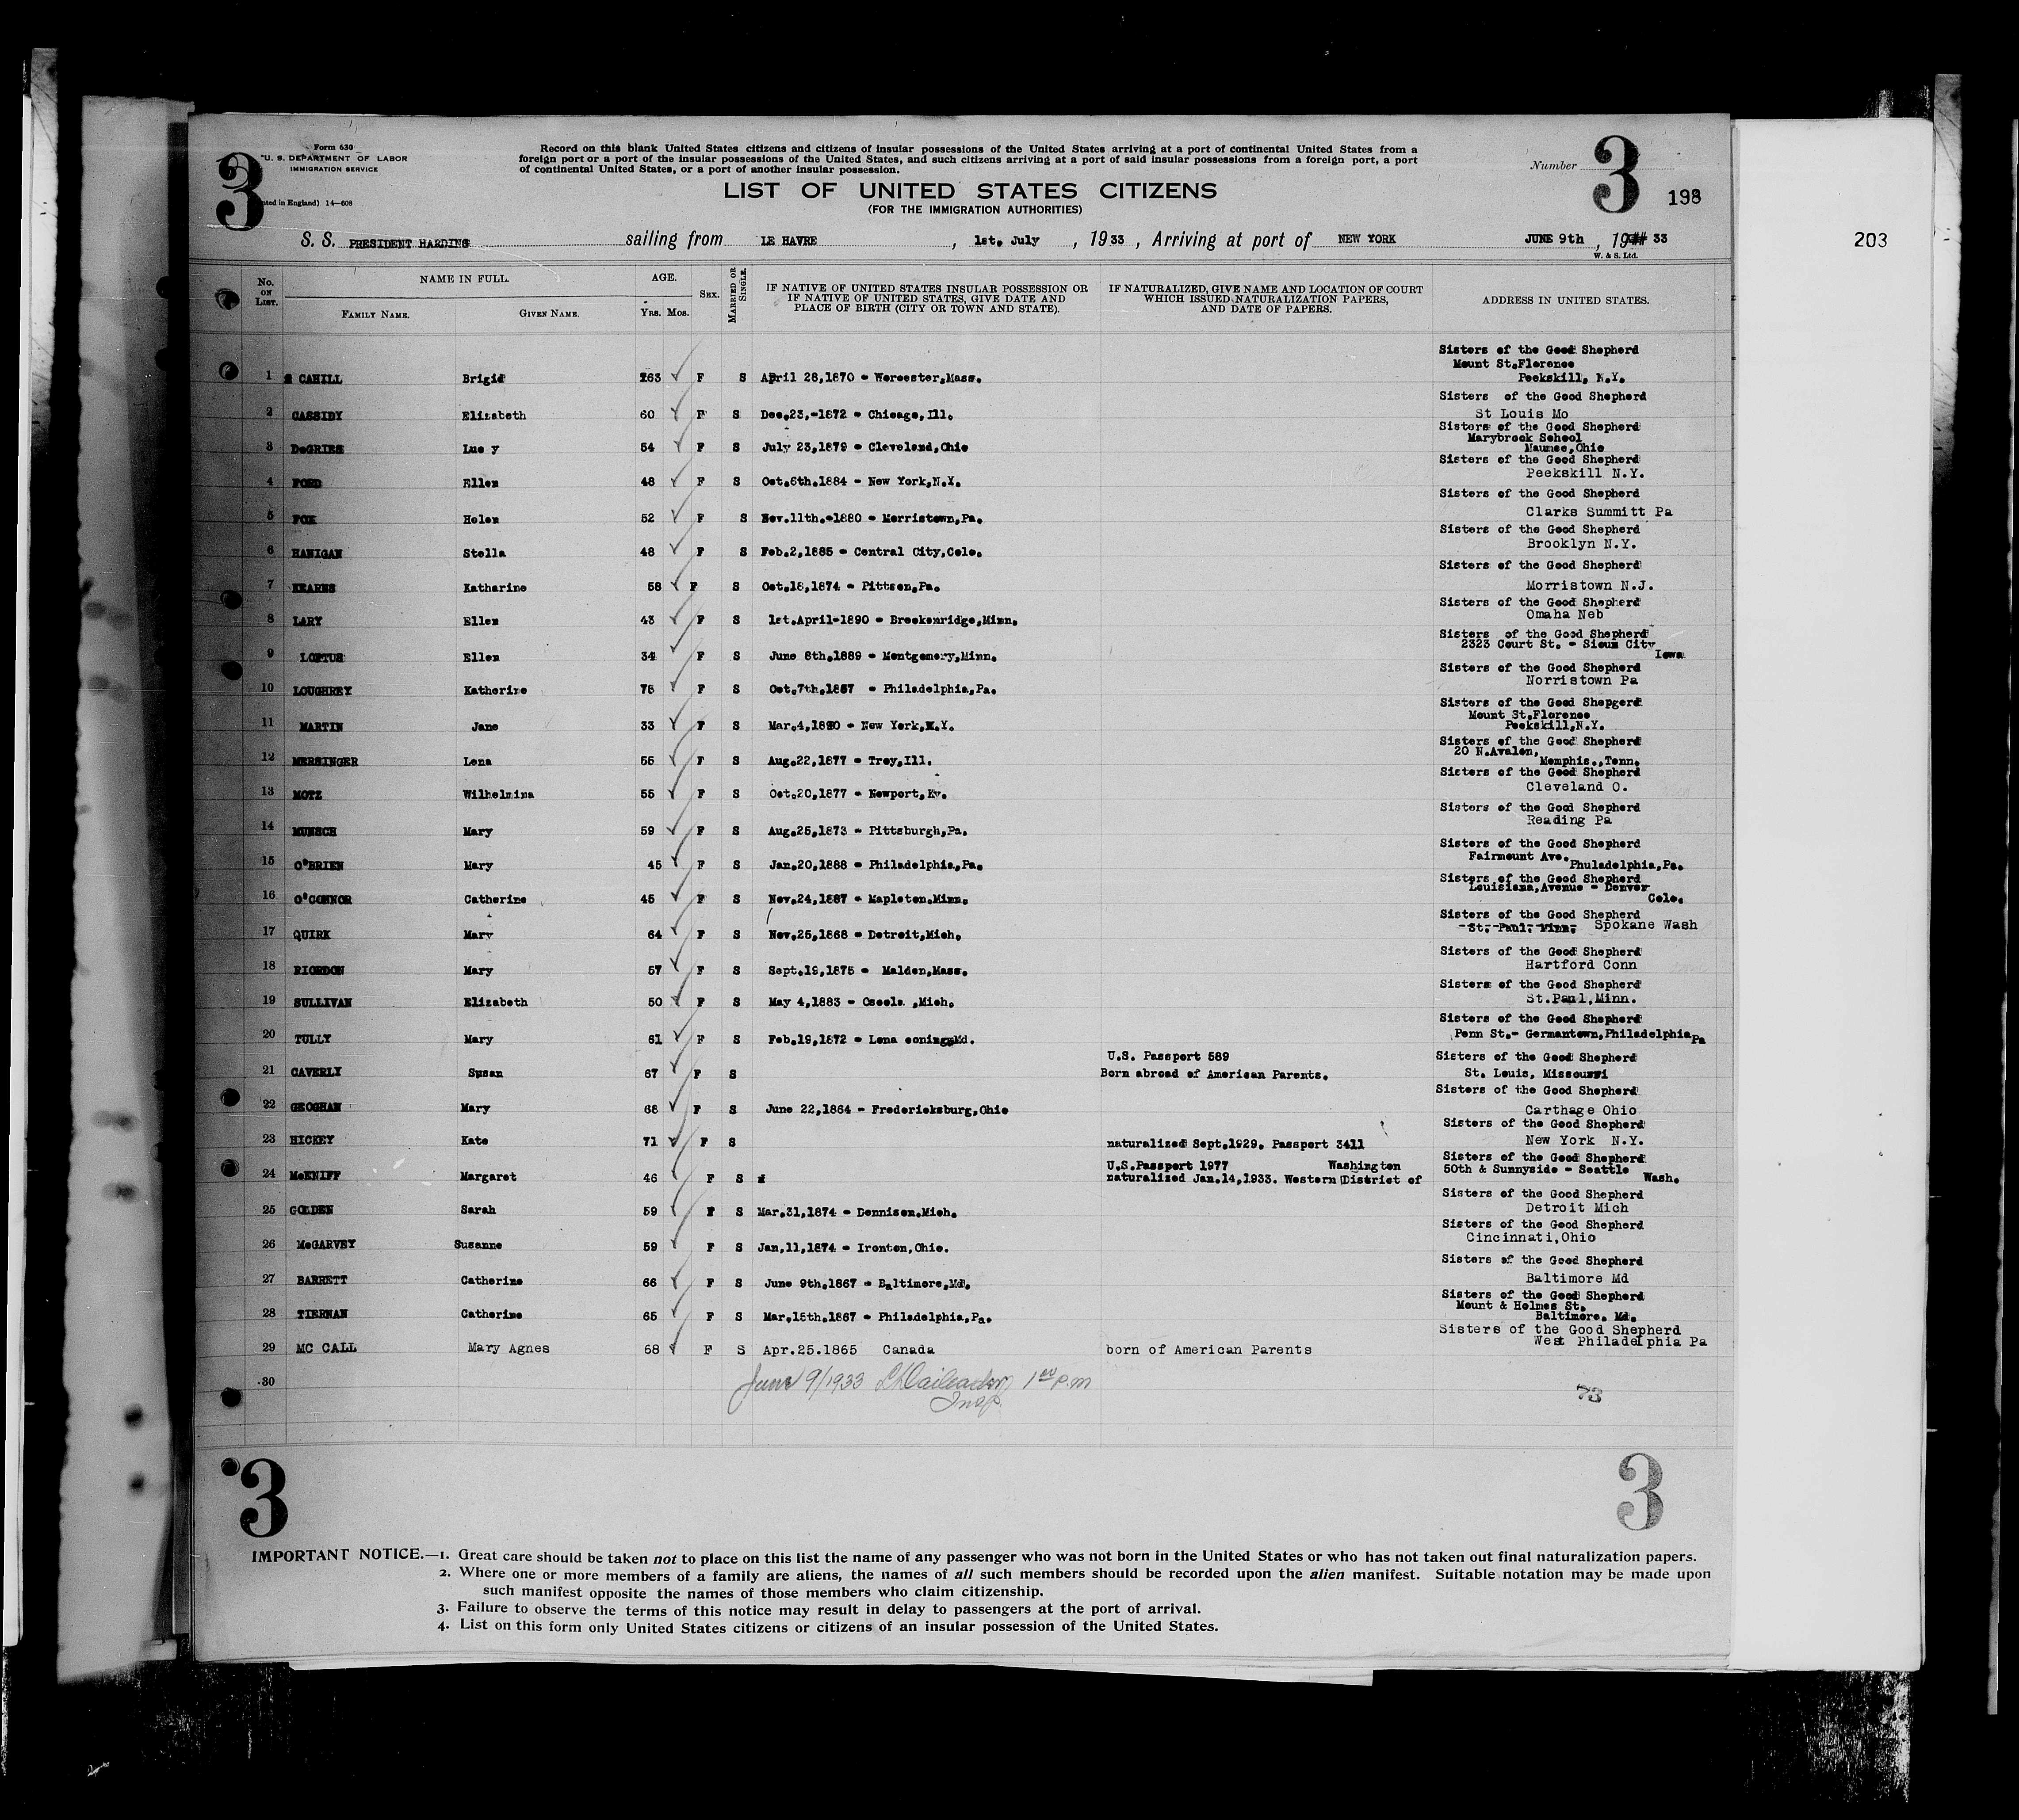 Form 630
U. S. DEPARTMENT OF LABOR
IMMIGRATION SERVICE
nted in England) 14—608
3
Record on this blank United States citizens and citizens of insular possessions of the United States arriving at a port of continental United States from a
foreign port or a port of the insular possessions of the United States, and such citizens arriving at a port of said insular possessions from a foreign port, a port
of continental United States, or a port of another insular possession.
LIST OF UNITED STATES CITIZENS
(FOR THE IMMIGRATION AUTHORITIES)
Number 3 198
203
S. S. PRESIDENT HARDING sailing from LE HAVRE, 1st. July, 1933, Arriving at port of NEW YORK JUNE 9th, 19 33
W. & S. Ltd.
No. ON LIST. NAME IN FULL. FAMILY NAME. GIVEN NAME. AGE. YRS. MOS. SEX. MARRIED OR SINGLE. IF NATIVE OF UNITED STATES INSULAR POSSESSION OR IF NATIVE OF UNITED STATES, GIVE DATE AND PLACE OF BIRTH (CITY OR TOWN AND STATE). IF NATURALIZED, GIVE NAME AND LOCATION OF COURT WHICH ISSUED NATURALIZATION PAPERS, AND DATE OF PAPERS. ADDRESS IN UNITED STATES.
1 CAHILL Brigid 63 F S April 28,1870 - Worcester,Mass. Sisters of the Good Shepherd Mount St.Florence Peekskill, N.Y.
2 CASSIDY Elizabeth 60 F S Dec.23,-1872 - Chicago,Ill. Sisters of the Good Shepherd St Louis Mo
3 DeGRIES Luc y 54 F S July 23,1879 - Cleveland,Ohio Sisters of the Good Shepherd Marybrook School Maumee,Ohio
4 FORD Ellen 48 F S Oct.6th.1884 - New York,N.Y. Sisters of the Good Shepherd Peekskill N.Y.
5 FOX Helen 52 F S Nov.11th.-1880 - Morristown,Pa. Sisters of the Good Shepherd Clarks Summitt Pa
6 HANIGAN Stella 48 F S Feb.2,1885 - Central City.Colo. Sisters of the Good Shepherd Brooklyn N.Y.
7 KEARNS Katharine 58 F S Oct.18,1874 - Pittson,Pa. Sisters of the Good Shepherd Morristown N.J.
8 LARY Ellen 43 F S 1st.April-1890 - Breckenridge,Minn. Sisters of the Good Shepherd Omaha Neb
9 LOFTUS Ellen 34 F S June 8th.1889 - Montgomery,Minn. Sisters of the Good Shepherd 2323 Court St. - Sioux City Iowa
10 LOUGHREY Katherine 75 F S Oct.7th.1857 - Philadelphia,Pa. Sisters of the Good Shepherd Norristown Pa
11 MARTIN Jane 33 F S Mar.4,1890 - New York,N.Y. Sisters of the Good Shepgerd Mount St.Florence Peekskill,N.Y.
12 MERSINGER Lena 55 F S Aug.22,1877 - Troy,Ill. Sisters of the Good Shepherd 20 N.Avalon, Memphis.,Tenn.
13 MOTZ Wilhelmina 55 F S Oct.20,1877 - Newport,Ky. Sisters of the Good Shepherd Cleveland O.
14 MUNSCH Mary 59 F S Aug.25,1873 - Pittsburgh,Pa. Sisters of the Good Shepherd Reading Pa
15 O'BRIEN Mary 45 F S Jan.20,1888 - Philadelphia,Pa. Sisters of the Good Shepherd Fairmount Ave. Phuladelphia,Pa.
16 O'CONNOR Catherine 45 F S Nov.24,1887 - Mapleton.Minn. Sisters of the Good Shepherd Louisiana,Avenue - Denver Colo.
17 QUIRK Mary 64 F S Nov.25,1868 - Detroit,Mich. Sisters of the Good Shepherd St. Paul. Minn. Spokane Wash
18 RIORDON Mary 57 F S Sept.19,1875 - Malden,Mass. Sisters of the Good Shepherd Hartford Conn
19 SULLIVAN Elizabeth 50 F S May 4,1883 - Oseola ,Mich. Sisters of the Good Shepherd St.Paul,Minn.
20 TULLY Mary 61 F S Feb.19,1872 - Lona coning,Md. Sisters of the Good Shepherd Penn St.- Germantown,Philadelphia Pa
21 CAVERLY Susan 67 F S U.S. Passport 589 Born abroad of American Parents. Sisters of the Good Shepherd St. Louis, Missouri
22 GEOGHAN Mary 68 F S June 22,1864 - Fredericksburg,Ohio Sisters of the Good Shepherd Carthage Ohio
23 HICKEY Kate 71 F S naturalized Sept.1929. Passport 3411 Sisters of the Good Shepherd New York N.Y.
24 McENIFF Margaret 46 F S U.S.Passport 1977 naturalized Jan.14,1933. Western District of Washington Sisters of the Good Shepherd 50th & Sunnyside - Seattle Wash.
25 GOLDEN Sarah 59 F S Mar.31,1874 - Dennison.Mich. Sisters of the Good Shepherd Detroit Mich
26 McGARVEY Susanne 59 F S Jan,11,1874 - Ironton,Ohio. Sisters of the Good Shepherd Cincinnati,Ohio
27 BARRETT Catherine 66 F S June 9th.1867 - Baltimore,Md. Sisters of the Good Shepherd Baltimore Md
28 TIERNAN Catherine 65 F S Mar.15th.1867 - Philadelphia,Pa. Sisters of the Good Shepherd Mount & Holmes St. Baltimore. Md.
29 MC CALL Mary Agnes 68 F S Apr.25.1865 Canada born of American Parents Sisters of the Good Shepherd West Philadelphia Pa
30 June 9/1933 1 p.m
Insp.
73
3 3
IMPORTANT NOTICE.—1. Great care should be taken not to place on this list the name of any passenger who was not born in the United States or who has not taken out final naturalization papers.
2. Where one or more members of a family are aliens, the names of all such members should be recorded upon the alien manifest. Suitable notation may be made upon
such manifest opposite the names of those members who claim citizenship.
3. Failure to observe the terms of this notice may result in delay to passengers at the port of arrival.
4. List on this form only United States citizens or citizens of an insular possession of the United States.